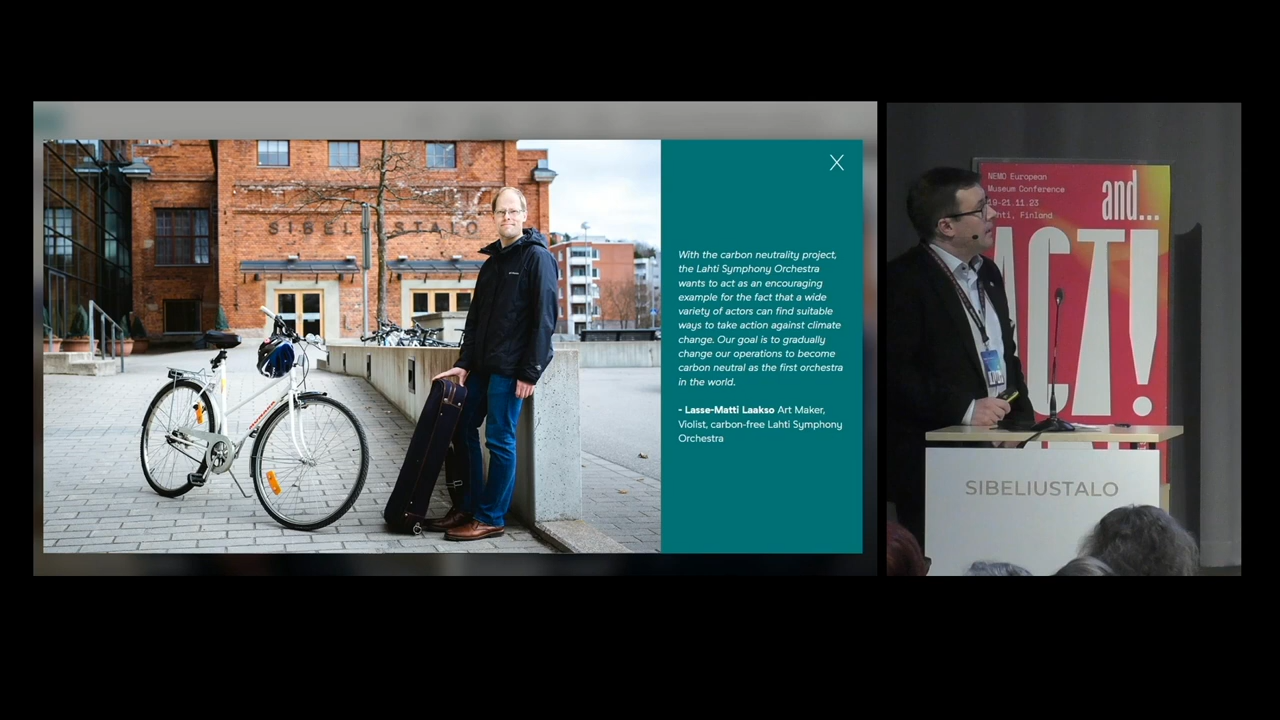 SIBELIUSTALO
With the carbon neutrality project,
the Lahti Symphony Orchestra
wants to act as an encouraging
example for the fact that a wide
variety of actors can find suitable
ways to take action against climate
change. Our goal is to gradually
change our operations to become
carbon neutral as the first orchestra
in the world.
- Lasse-Matti Laakso Art Maker,
Violist, carbon-free Lahti Symphony
Orchestra
NEMO European
Museum Conference
19-21.11.23
Lahti, Finland
and...
ACT!
SIBELIUSTALO